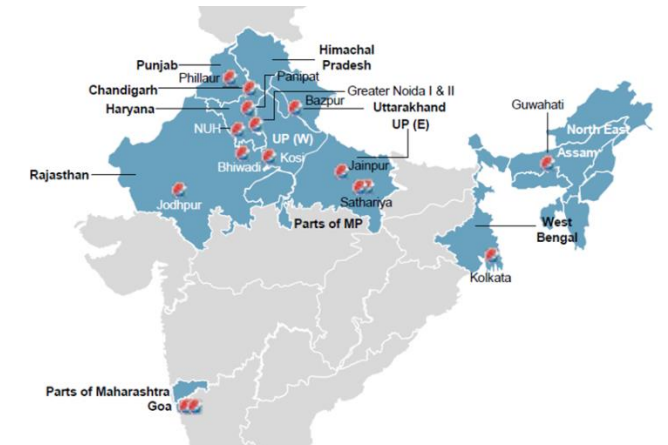 Himachal
Pradesh
Punjab
Phillaur
Panipat
Chandigarh
Greater Noida I & II
Haryana
Bazpur
Uttarakhand
Guwahati
NUH
UP (W)
UP (E)
North East
Assam
Bhiwadi
Kosi
Jainpur
Rajasthan
Jodhpur
Sathariya
Parts of MP
West
Bengal
Kolkata
Parts of Maharashtra
Goa